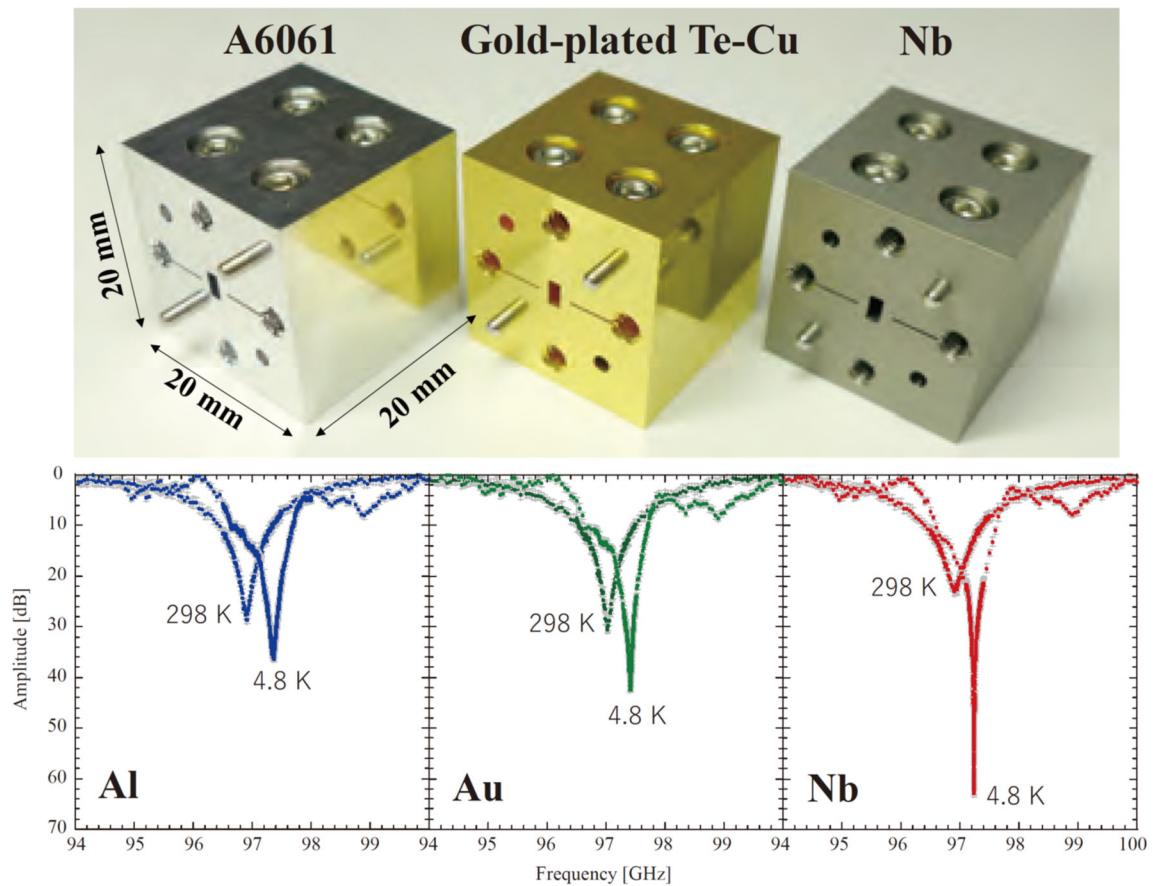 A6061
Gold-plated Te-Cu
Nb
20 mm
20 mm
20 mm
Amplitude [dB]
0
10
20
30
40
50
60
70
298 K
4.8 K
Al
298 K
4.8 K
Au
298 K
4.8 K
Nb
94 95 96 97 98 99 94 95 96 97 98 99 94 95 96 97 98 99 100
Frequency [GHz]